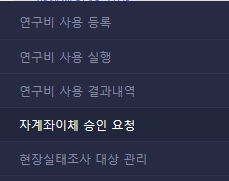 연구비 사용 등록
연구비 사용 실행
연구비 사용 결과내역
자계좌이체 승인 요청
현장실태조사 대상 관리